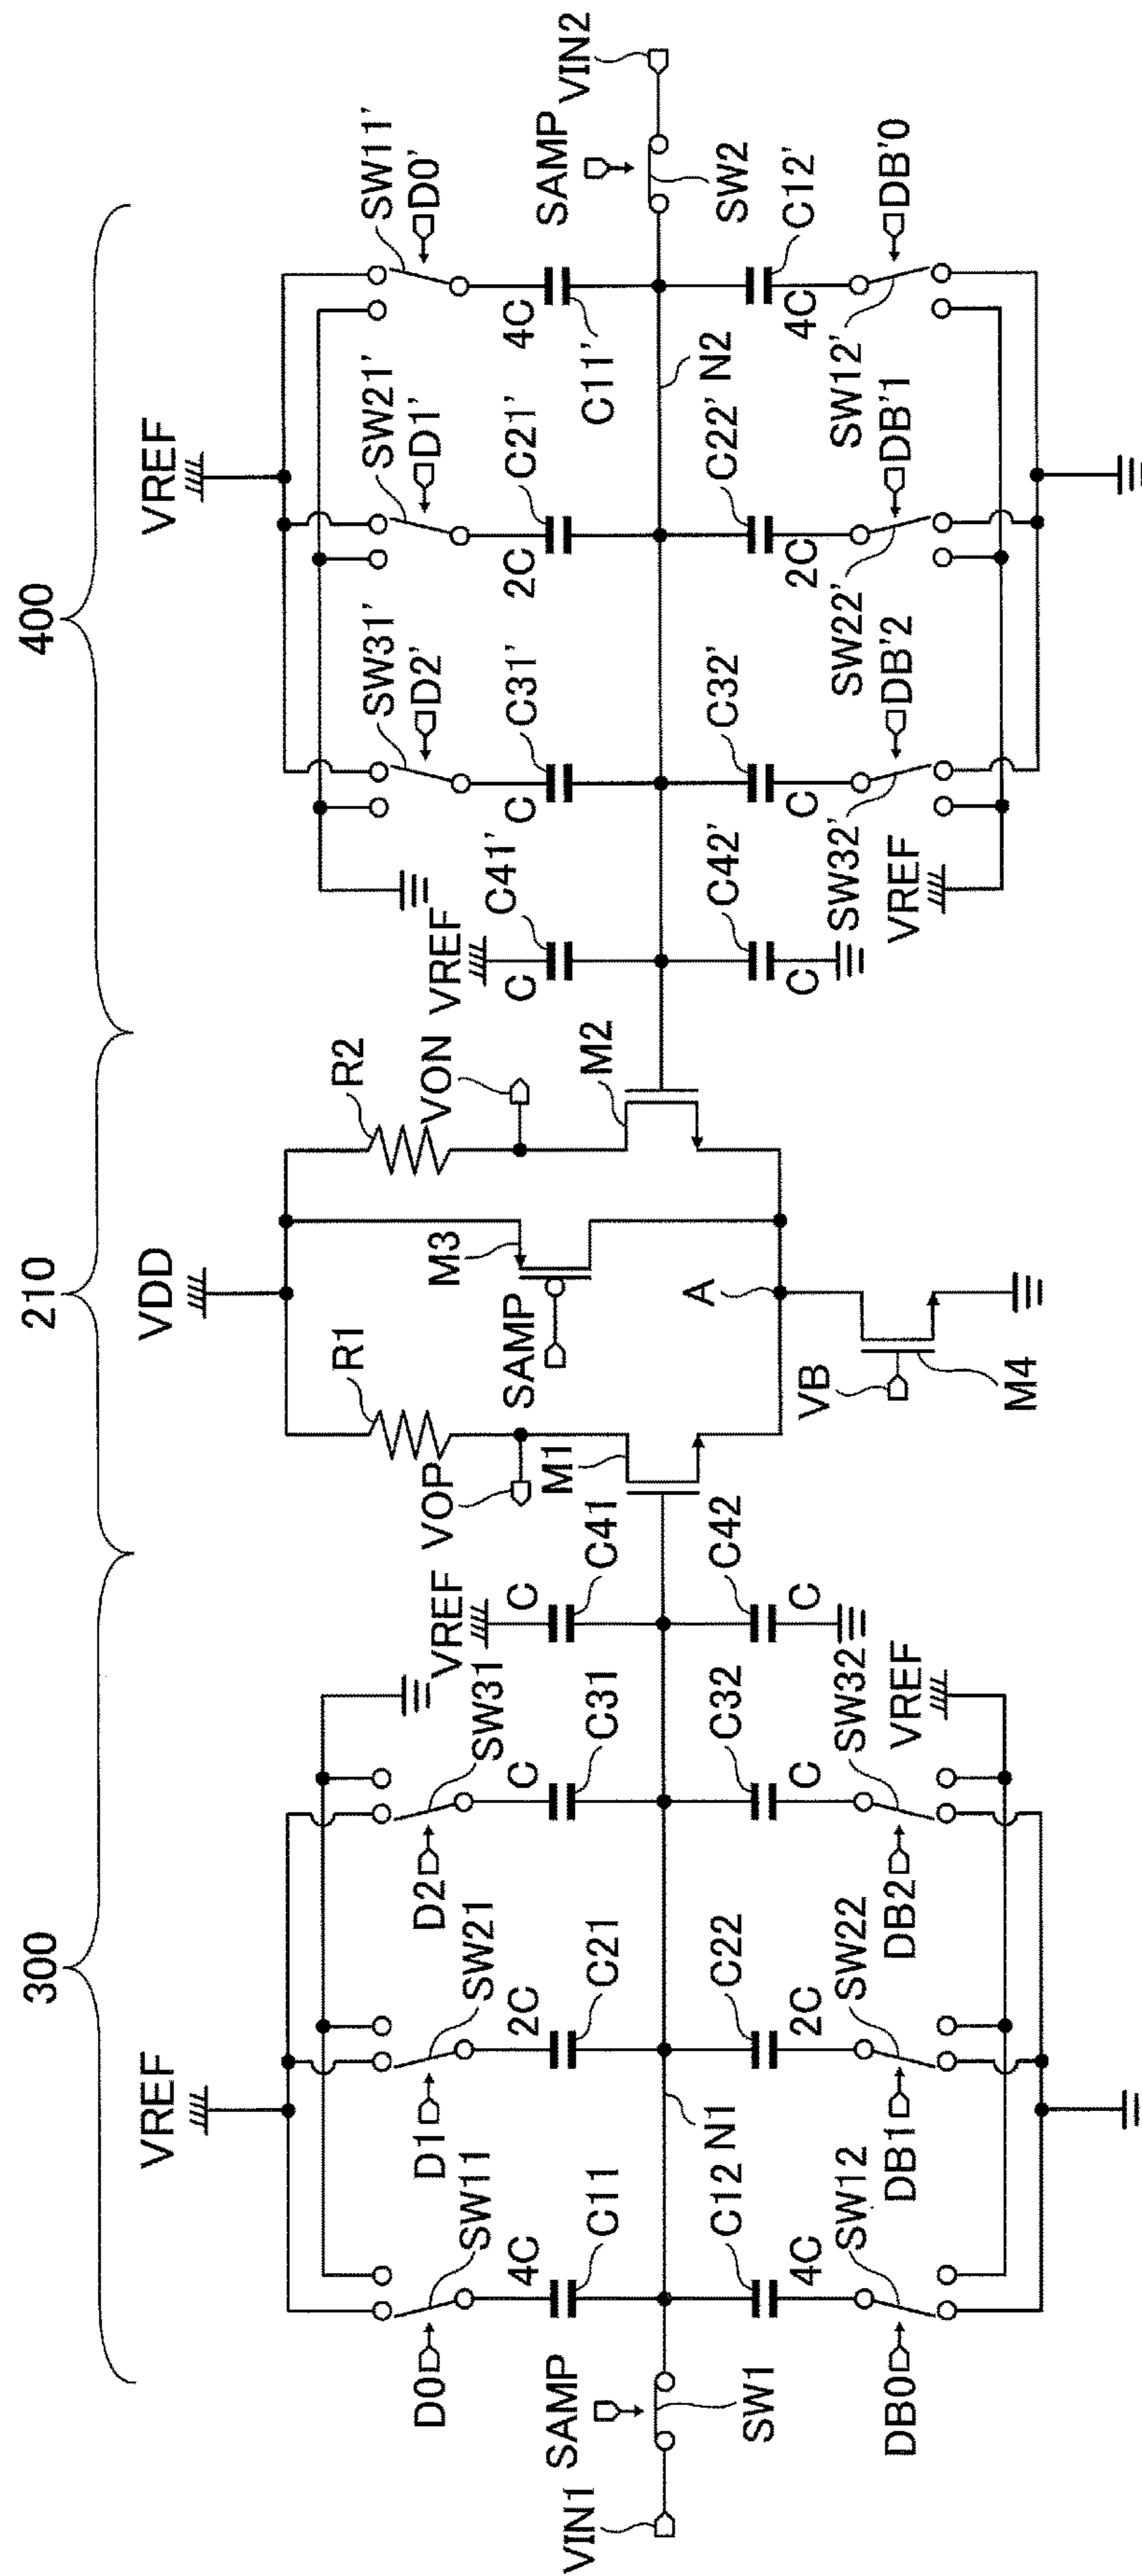 300
210
400
VREF
VDD
VREF
D0
SW11
D1
SW21
D2
SW31
VREF
4C
C11
2C
C21
C
C31
C
C41
VOP
R1
SAMP
M3
R2
VON
VREF
C
C41'
SW31'
D2'
C
C31'
SW21'
D1'
2C
C21'
SW11'
D0'
4C
C11'
VIN1
SAMP
SW1
N1
M1
A
M2
N2
SAMP
SW2
VIN2
C12
4C
C22
2C
C32
C
C42
C
VB
M4
C42'
C
C32'
C
C22'
2C
C12'
4C
DB0
SW12
DB1
SW22
DB2
SW32
VREF
VREF
SW32'
DB'2
SW22'
DB'1
SW12'
DB'0